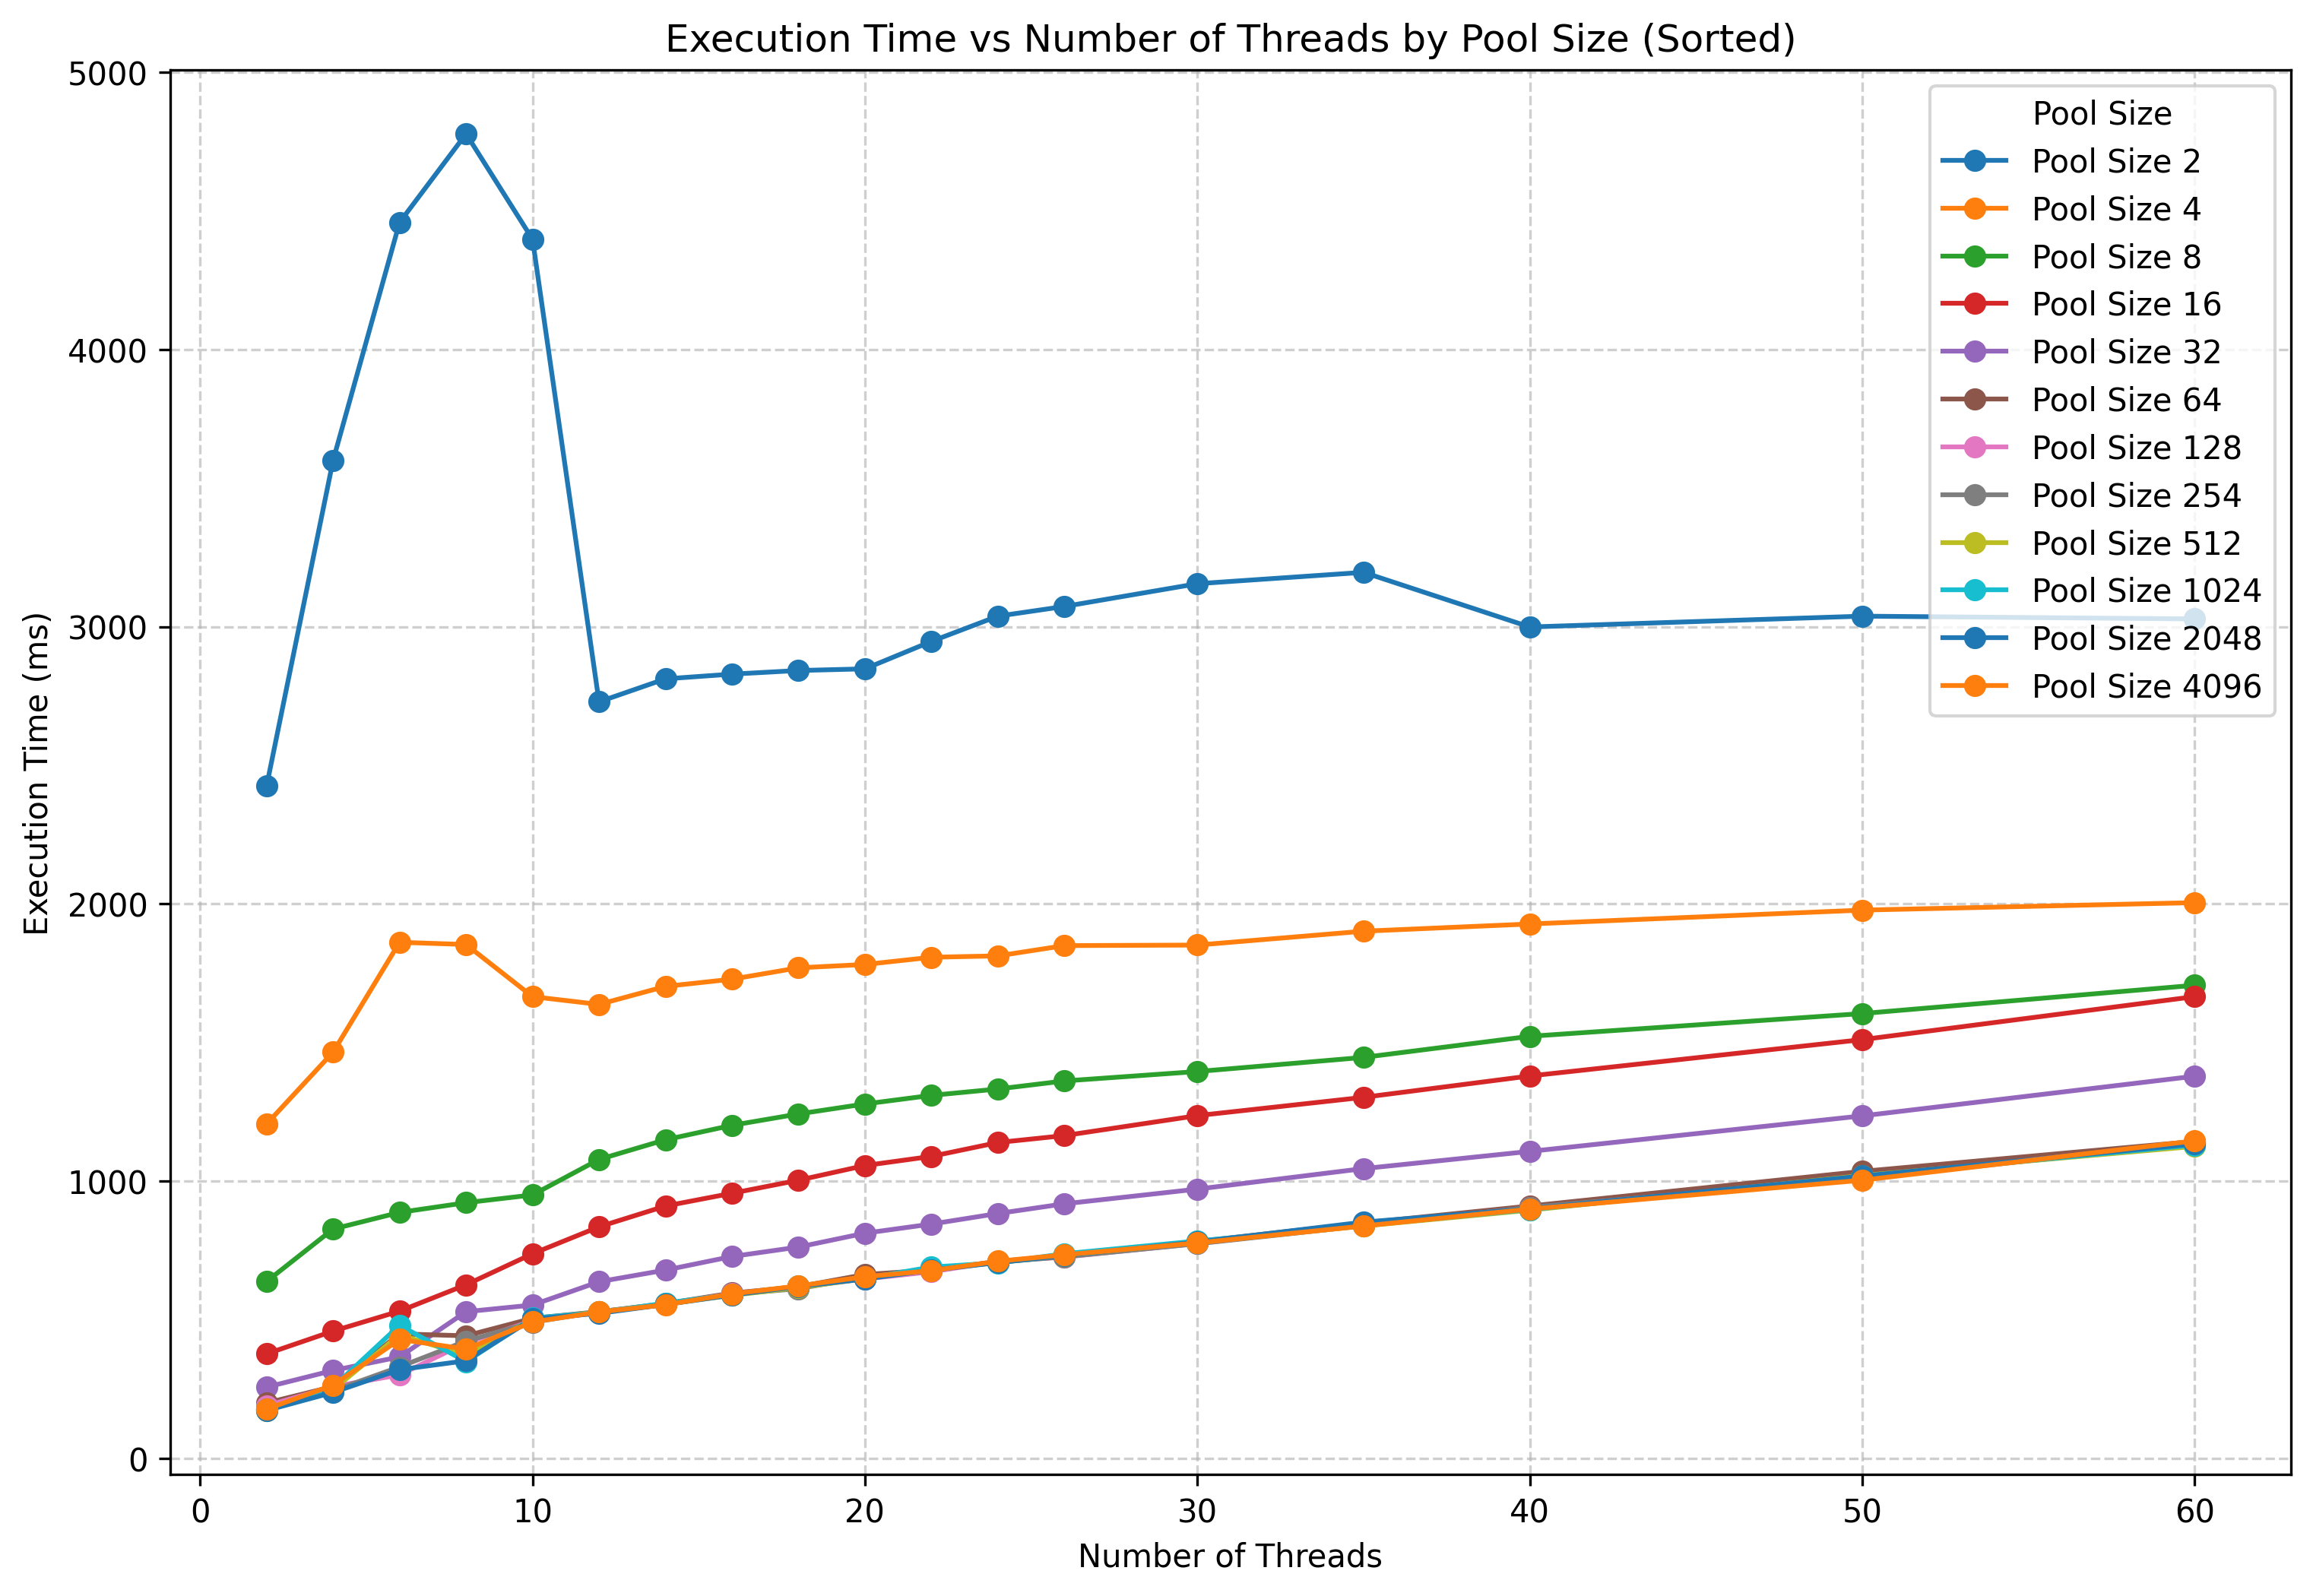 Execution Time vs Number of Threads by Pool Size (Sorted)
5000
4000
3000
2000
1000
0
Execution Time (ms)
0 10 20 30 40 50 60
Number of Threads
Pool Size
Pool Size 2
Pool Size 4
Pool Size 8
Pool Size 16
Pool Size 32
Pool Size 64
Pool Size 128
Pool Size 254
Pool Size 512
Pool Size 1024
Pool Size 2048
Pool Size 4096